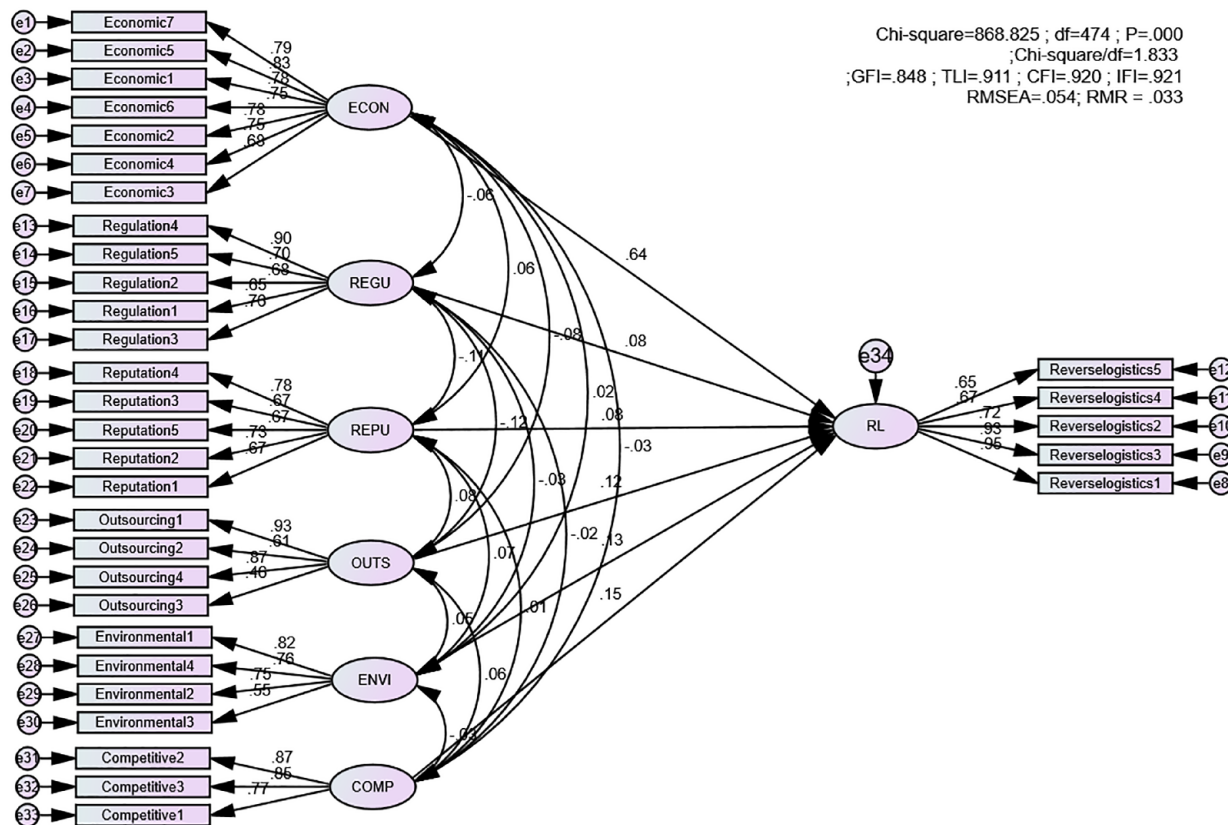 Chi-square=868.825 ; df=474 ; P=.000
;Chi-square/df=1.833
;GFI=.848 ; TLI=.911 ; CFI=.920 ; IFI=.921
RMSEA=.054; RMR = .033
e1 Economic7
e2 Economic5
e3 Economic1
e4 Economic6
e5 Economic2
e6 Economic4
e7 Economic3
.79
.83
.78
.75
.78
.75
.68
ECON
e13 Regulation4
e14 Regulation5
e15 Regulation2
e16 Regulation1
e17 Regulation3
.90
.70
.68
.65
.70
REGU
e18 Reputation4
e19 Reputation3
e20 Reputation5
e21 Reputation2
e22 Reputation1
.78
.67
.67
.73
.67
REPU
e23 Outsourcing1
e24 Outsourcing2
e25 Outsourcing4
e26 Outsourcing3
.93
.61
.87
.46
OUTS
e27 Environmental1
e28 Environmental4
e29 Environmental2
e30 Environmental3
.82
.76
.75
.55
ENVI
e31 Competitive2
e32 Competitive3
e33 Competitive1
.87
.85
.77
COMP
-.06
.06
-.08
.02
-.03
-.11
-.12
-.03
-.02
.08
.07
.01
.05
.06
-.03
.64
.08
.08
.12
.13
.15
e34
RL
.65
.67
.72
.93
.95
Reverselogistics5
Reverselogistics4
Reverselogistics2
Reverselogistics3 e9
Reverselogistics1 e8